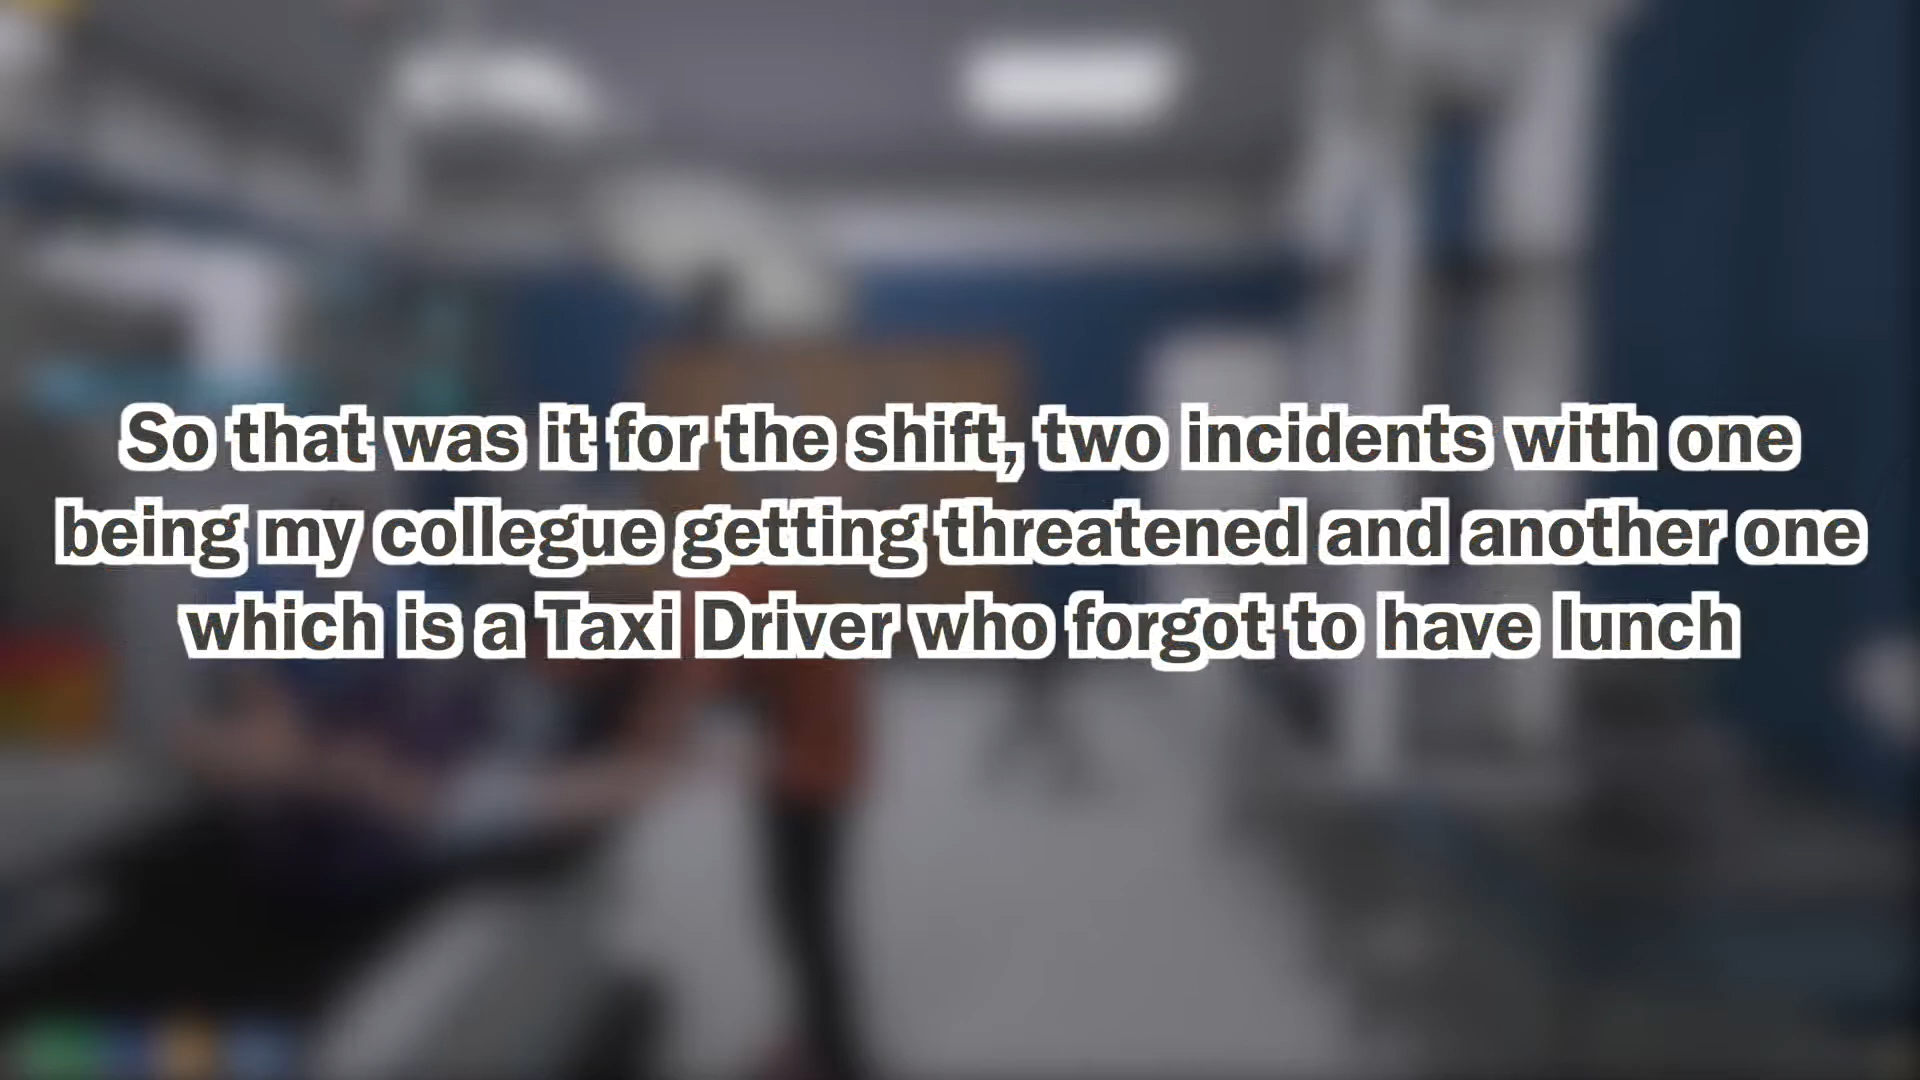 So that was it for the shift, two incidents with one
being my collegue getting threatened and another one
which is a Taxi Driver who forgot to have lunch